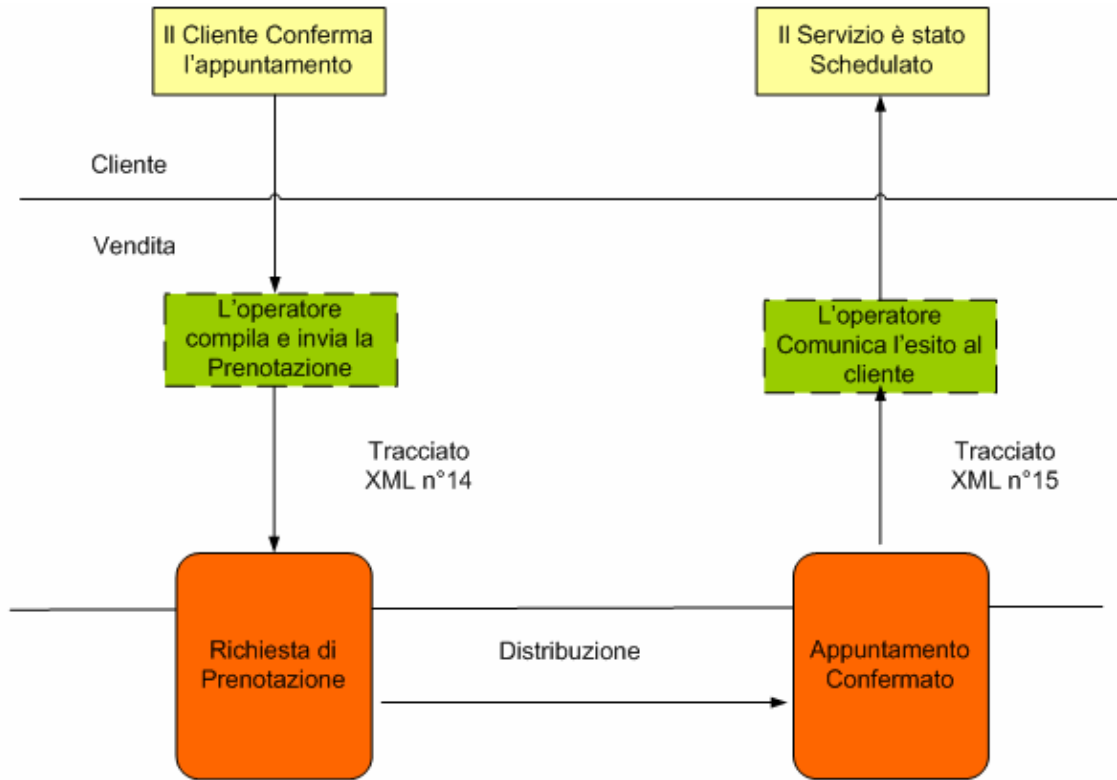 Il Cliente Conferma
l'appuntamento
Il Servizio è stato
Schedulato
Cliente
Vendita
L'operatore
compila e invia la
Prenotazione
L'operatore
Comunica l'esito al
cliente
Tracciato
XML n°14
Tracciato
XML n°15
Richiesta di
Prenotazione
Distribuzione
Appuntamento
Confermato